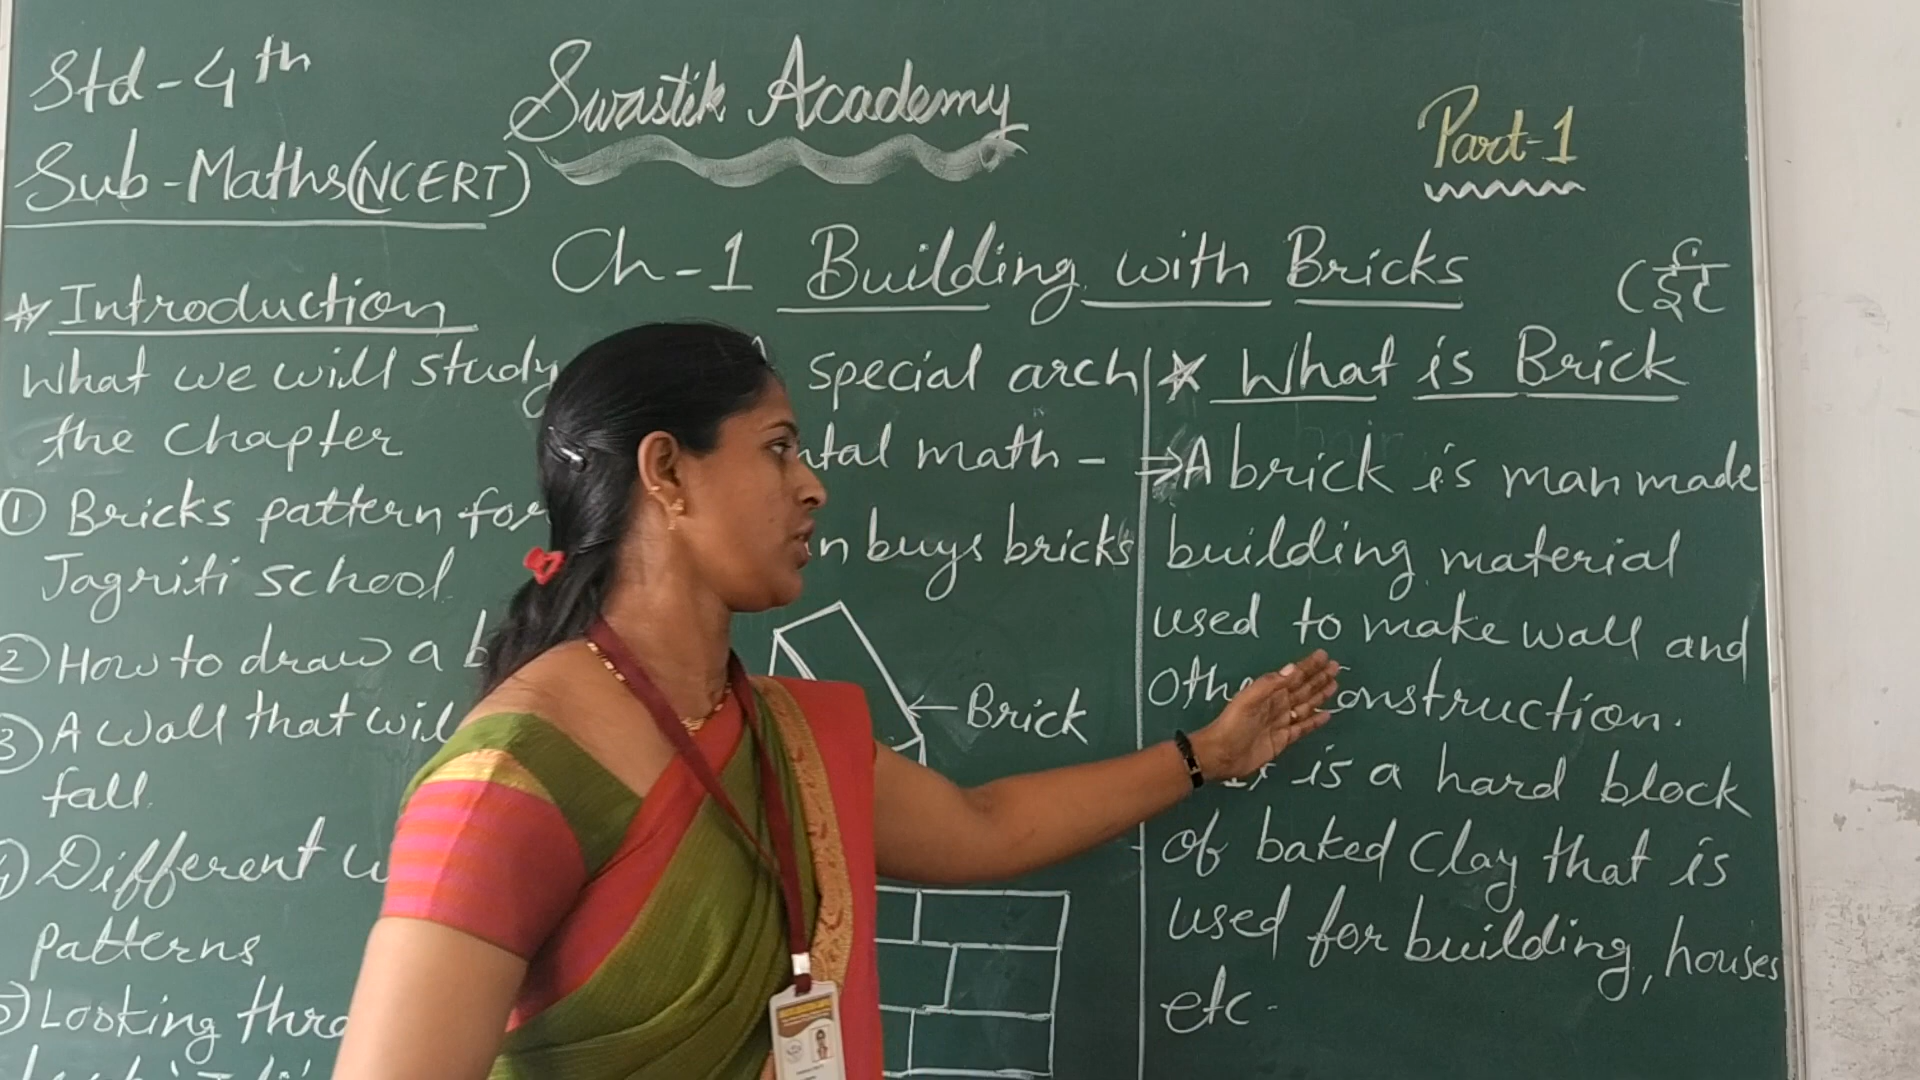 Std-4th
Swastik Academy
Part-1
Sub-Maths(NCERT)
Ch-1 Building with Bricks
* Introduction
What we will study
the chapter
① Bricks pattern for
Jagriti school
② How to draw a
③ A wall that
fall.
Different
patterns
Looking
special arch
math -
buys bricks
Brick
* What is Brick
⇒ A brick is man made
building material
used to make wall and
construction.
is a hard block
of baked Clay that is
used for building, houses
etc.